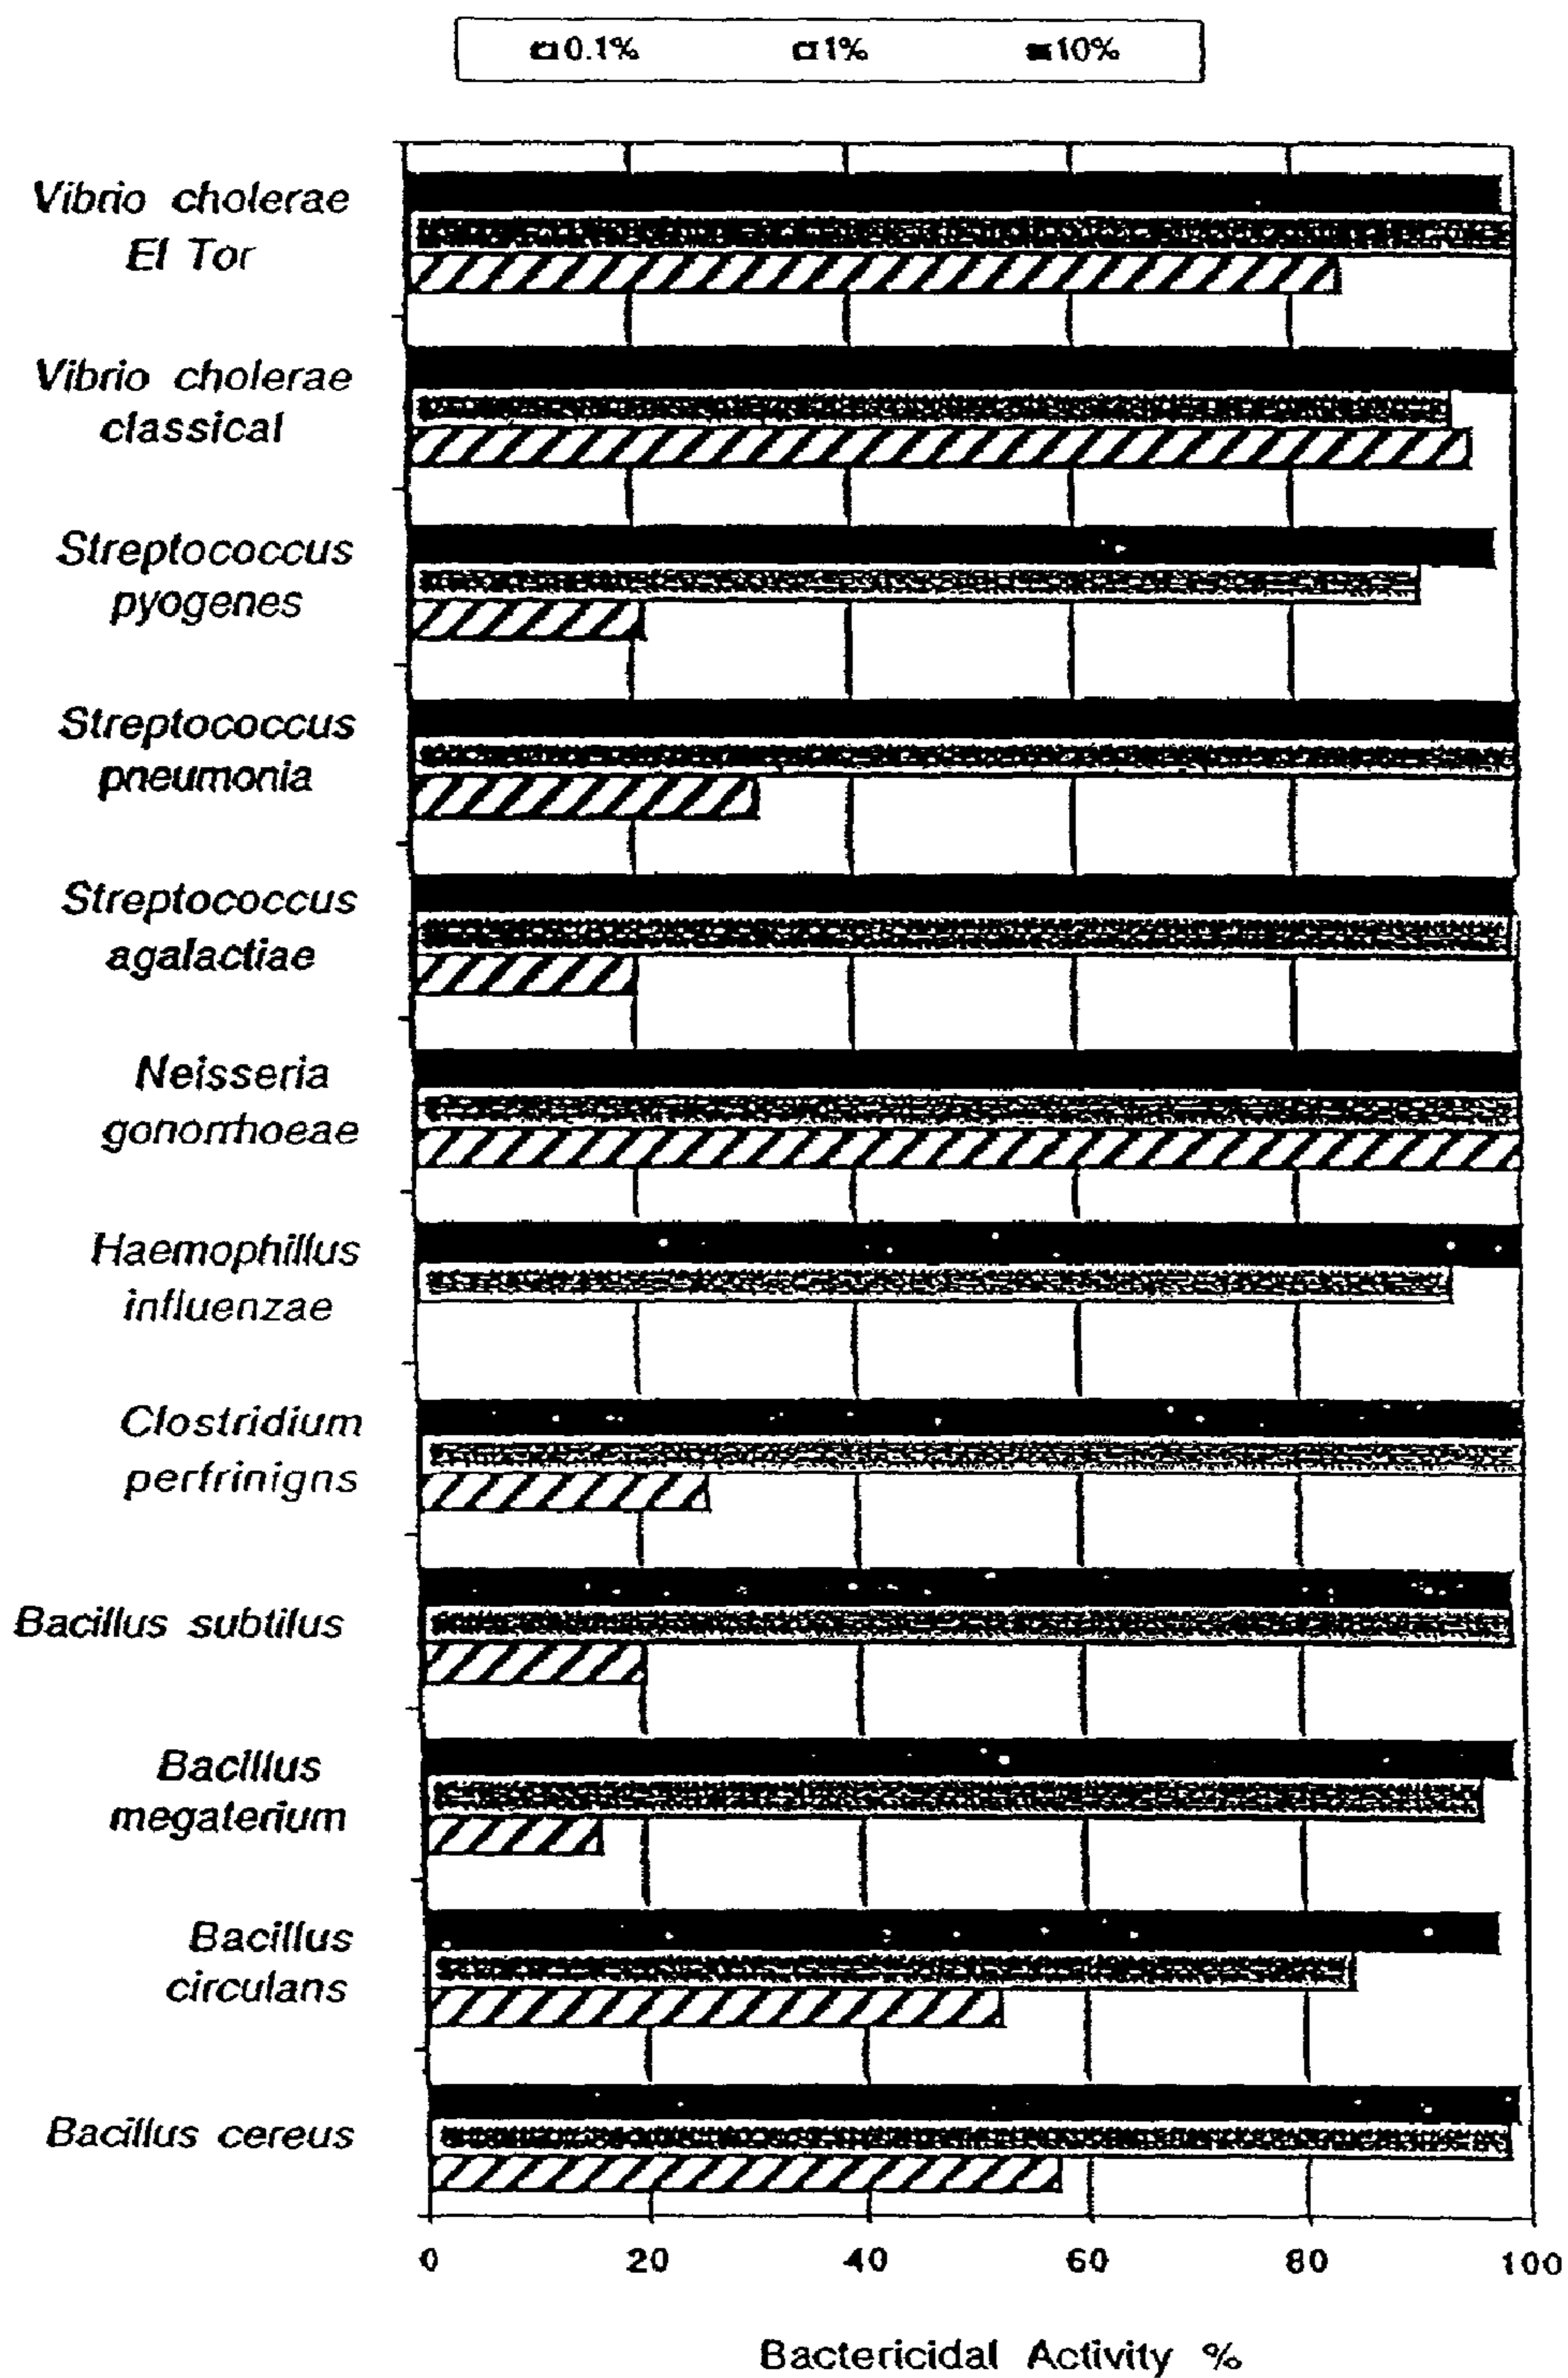 0.1% 1% 10%
Vibrio cholerae
El Tor
Vibrio cholerae
classical
Streptococcus
pyogenes
Streptococcus
pneumonia
Streptococcus
agalactiae
Neisseria
gonorrhoeae
Haemophillus
influenzae
Clostridium
perfrinigns
Bacillus subtilus
Bacillus
megaterium
Bacillus
circulans
Bacillus cereus
0 20 40 60 80 100
Bactericidal Activity %